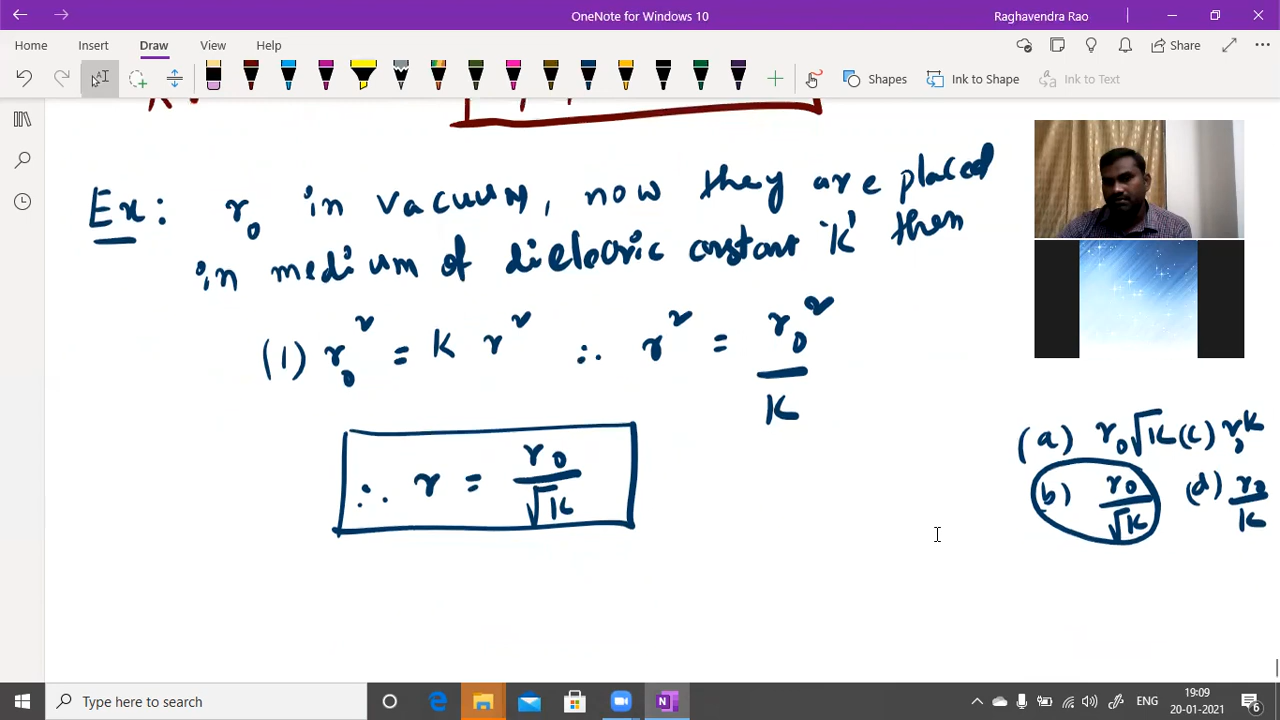 OneNote for Windows 10
Raghavendra Rao
Home Insert Draw View Help
Share
Shapes Ink to Shape Ink to Text
Ex: r₀ in vacuum, now they are placed
in medium of dielectric constant 'K' then
(1) r₀² = K r² ∴ r² = r₀²/K
∴ r = r₀/√K
(a) r₀√K (c) r₀K
(b) r₀/√K (d) r₀/K
Type here to search
ENG
19:09
20-01-2021
6